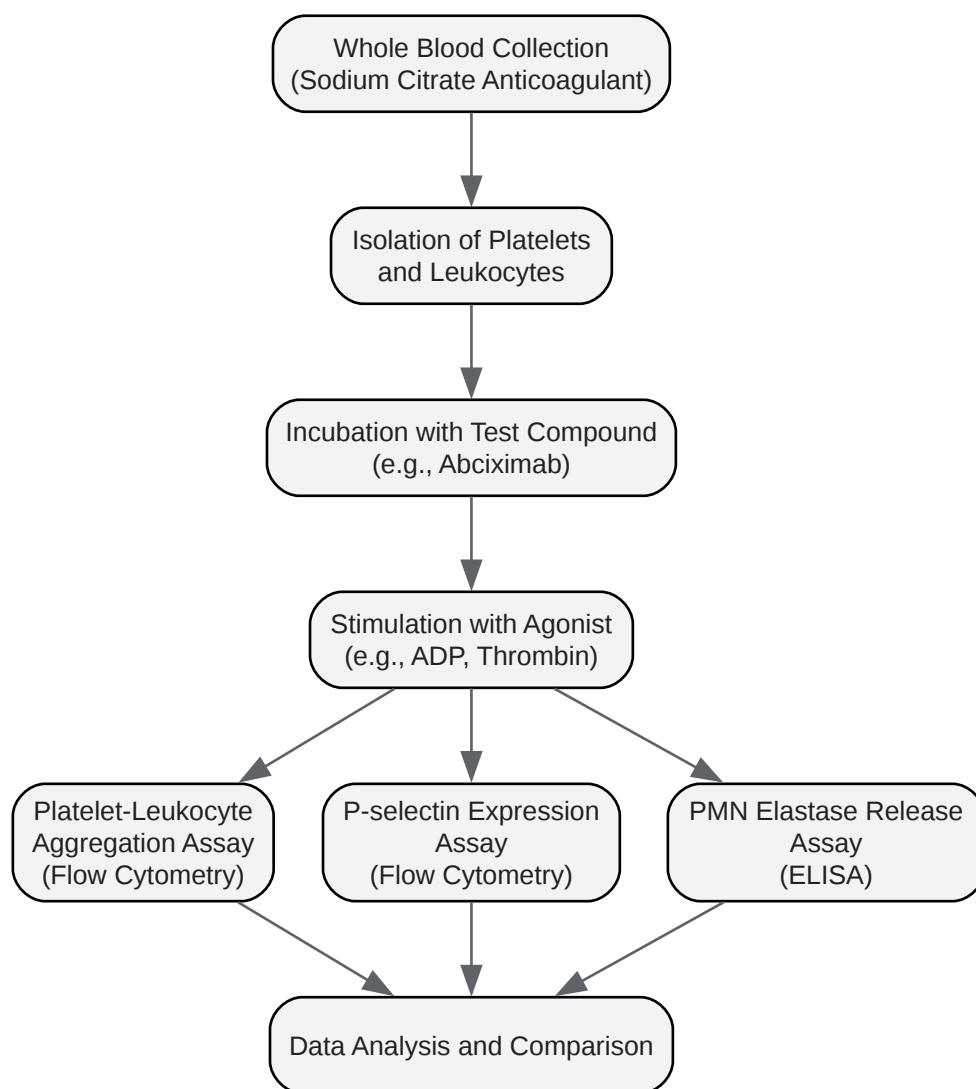 Whole Blood Collection
(Sodium Citrate Anticoagulant)
Isolation of Platelets
and Leukocytes
Incubation with Test Compound
(e.g., Abciximab)
Stimulation with Agonist
(e.g., ADP, Thrombin)
Platelet-Leukocyte
Aggregation Assay
(Flow Cytometry)
P-selectin Expression
Assay
(Flow Cytometry)
PMN Elastase Release
Assay
(ELISA)
Data Analysis and Comparison